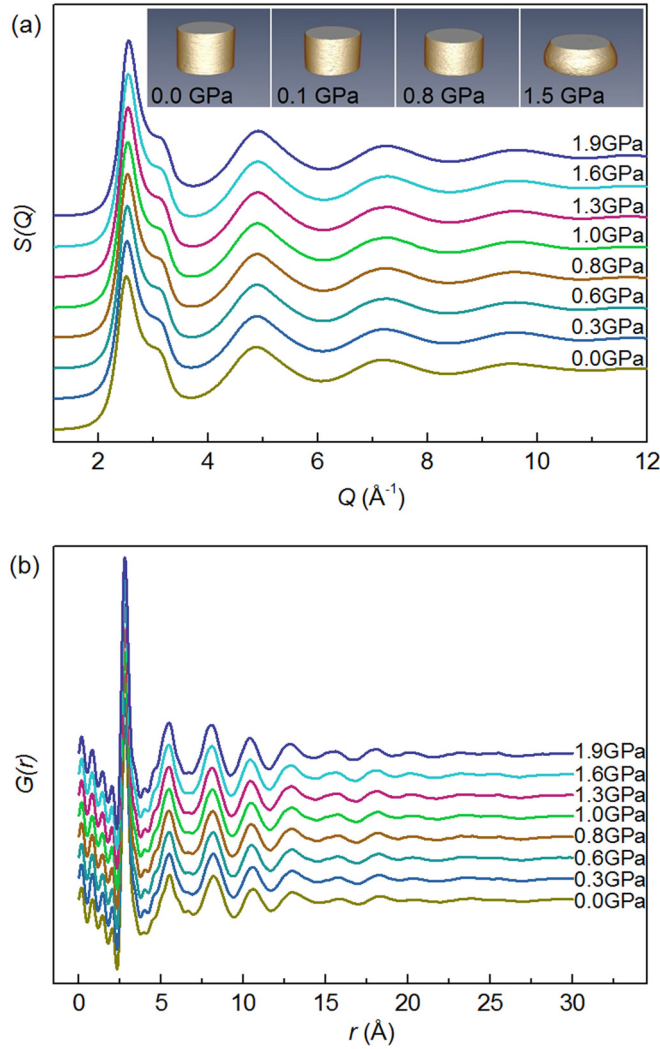 (a)
0.0 GPa 0.1 GPa 0.8 GPa 1.5 GPa
1.9GPa
1.6GPa
1.3GPa
1.0GPa
0.8GPa
0.6GPa
0.3GPa
0.0GPa
S(Q)
2 4 6 8 10 12
Q (Å⁻¹)
(b)
1.9GPa
1.6GPa
1.3GPa
1.0GPa
0.8GPa
0.6GPa
0.3GPa
0.0GPa
G(r)
0 5 10 15 20 25 30
r (Å)